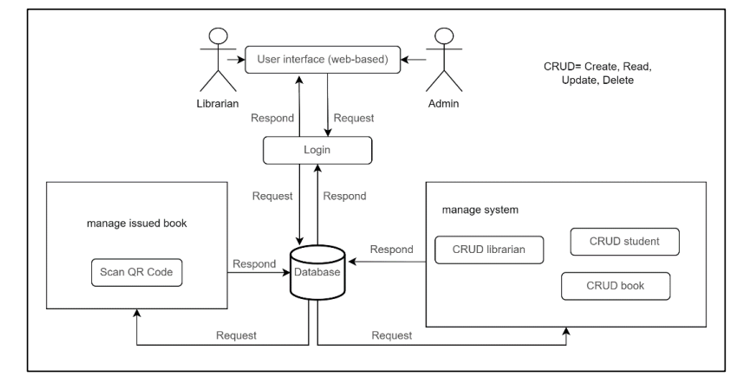 User interface (web-based)
CRUD= Create, Read,
Update, Delete
Librarian
Admin
Respond
Request
Login
Request
Respond
manage issued book
manage system
CRUD librarian
CRUD student
Respond
Respond
Database
Scan QR Code
CRUD book
Request
Request